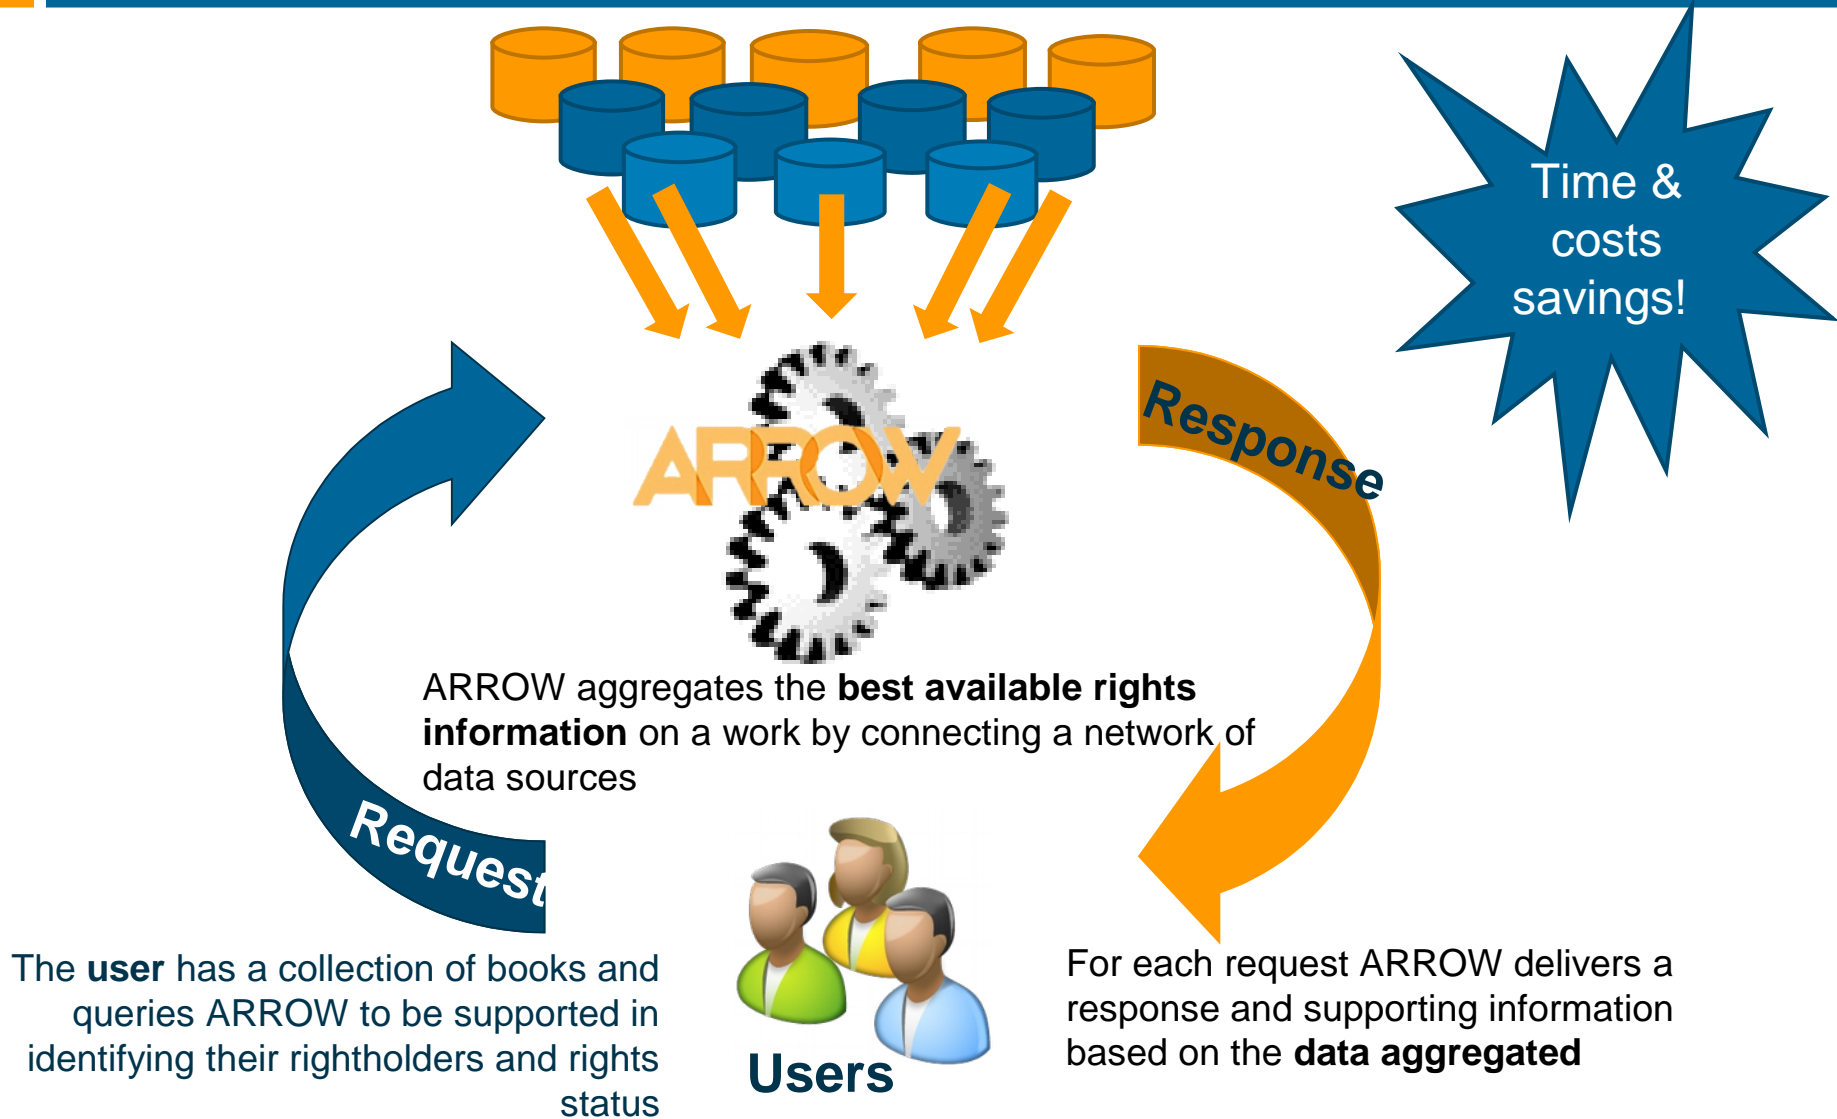 Time &
costs
savings!
Response
ARROW
ARROW aggregates the best available rights
information on a work by connecting a network of
data sources
Request
The user has a collection of books and
queries ARROW to be supported in
identifying their rightholders and rights
status
Users
For each request ARROW delivers a
response and supporting information
based on the data aggregated